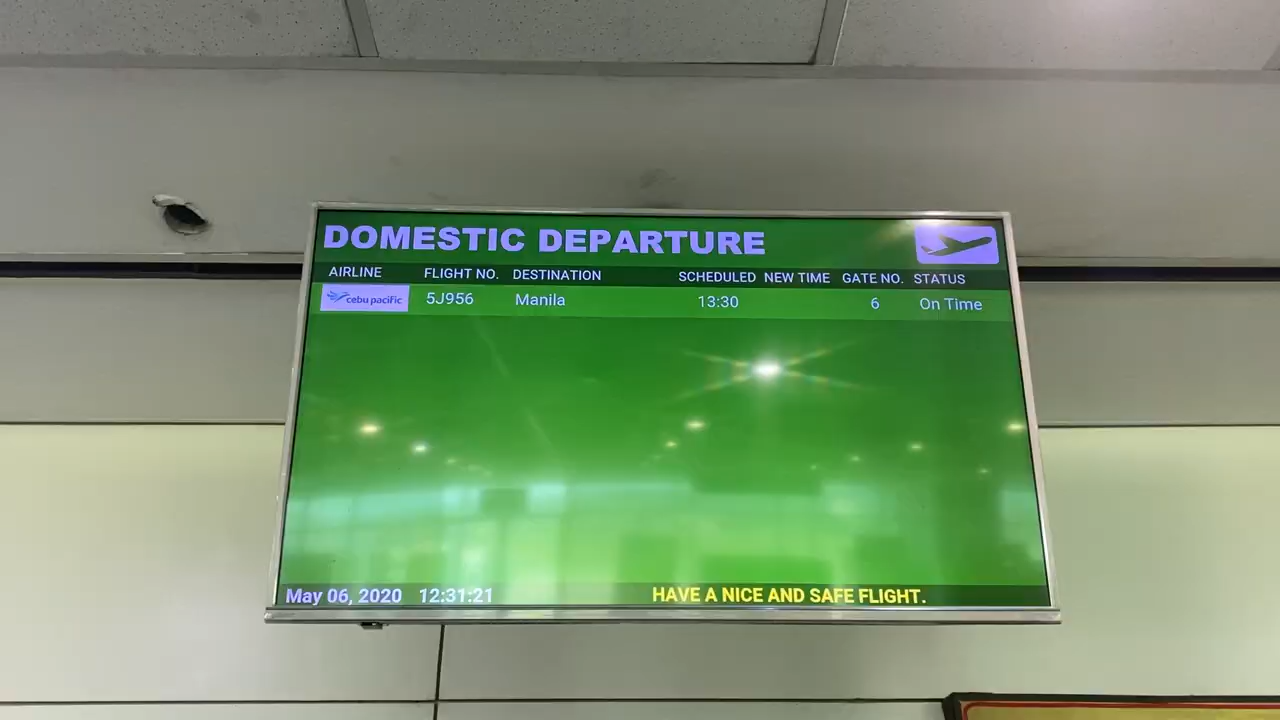 DOMESTIC DEPARTURE
AIRLINE FLIGHT NO. DESTINATION SCHEDULED NEW TIME GATE NO. STATUS
cebu pacific 5J956 Manila 13:30 6 On Time
May 06, 2020 12:31:21 HAVE A NICE AND SAFE FLIGHT.